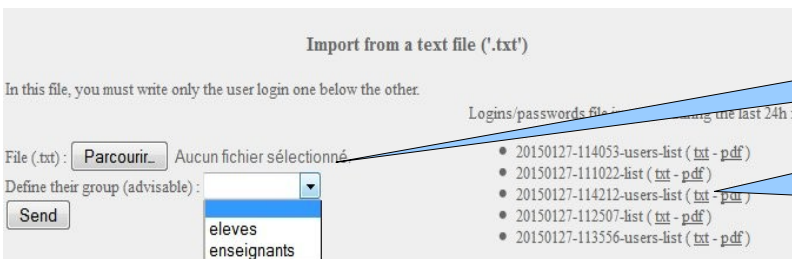 Import from a text file ('.txt')
In this file, you must write only the user login one below the other.
Logins/passwords file the last 24h
File (.txt) : Parcourir_ Aucun fichier sélectionné.
Define their group (advisable) :
Send
eleves
enseignants
20150127-114053-users-list ( txt - pdf )
20150127-111022-list ( txt - pdf )
20150127-114212-users-list ( txt - pdf )
20150127-112507-list ( txt - pdf )
20150127-113556-users-list ( txt - pdf )